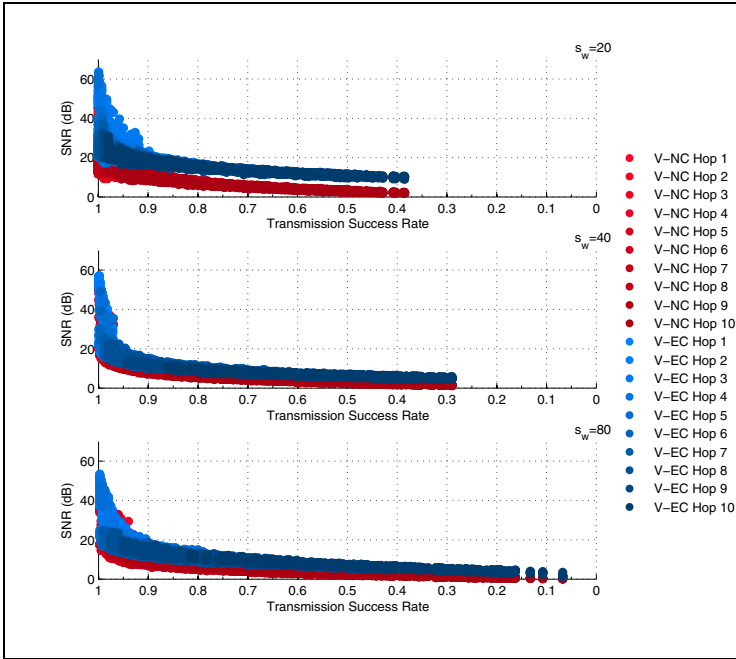 s_w=20
60
40
20
0
SNR (dB)
1 0.9 0.8 0.7 0.6 0.5 0.4 0.3 0.1 0.1 0
Transmission Success Rate
s_w=40
60
40
20
0
SNR (dB)
1 0.9 0.8 0.7 0.6 0.5 0.4 0.3 0.1 0.1 0
Transmission Success Rate
s_w=80
60
40
20
0
SNR (dB)
1 0.9 0.8 0.7 0.6 0.5 0.4 0.3 0.1 0.1 0
Transmission Success Rate
V−NC Hop 1
V−NC Hop 2
V−NC Hop 3
V−NC Hop 4
V−NC Hop 5
V−NC Hop 6
V−NC Hop 7
V−NC Hop 8
V−NC Hop 9
V−NC Hop 10
V−EC Hop 1
V−EC Hop 2
V−EC Hop 3
V−EC Hop 4
V−EC Hop 5
V−EC Hop 6
V−EC Hop 7
V−EC Hop 8
V−EC Hop 9
V−EC Hop 10